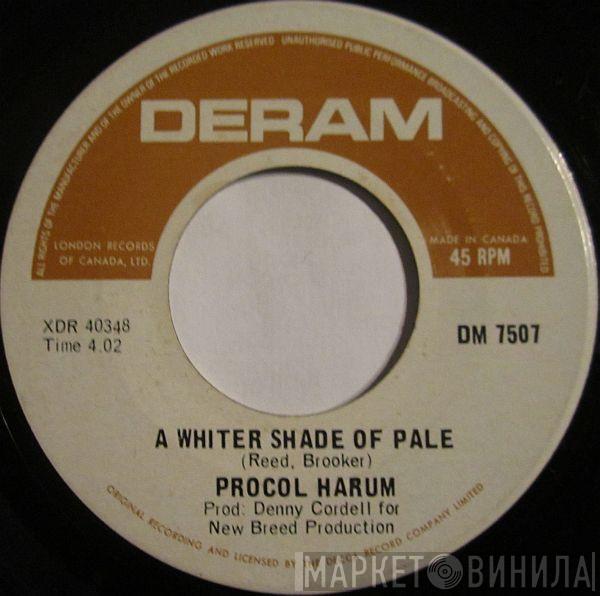 ALL RIGHTS OF THE MANUFACTURER AND OF THE OWNER OF THE RECORDED WORK RESERVED UNAUTHORISED PUBLIC PERFORMANCE BROADCASTING AND COPYING OF THIS RECORD PROHIBITED
DERAM
LONDON RECORDS
OF CANADA, LTD.
MADE IN CANADA
45 RPM
XDR 40348
Time 4.02
DM 7507
A WHITER SHADE OF PALE
(Reed, Brooker)
PROCOL HARUM
Prod: Denny Cordell for
New Breed Production
ORIGINAL RECORDING AND LICENSED BY THE DECCA RECORD COMPANY LIMITED
МАРКЕТ ВИНИЛА